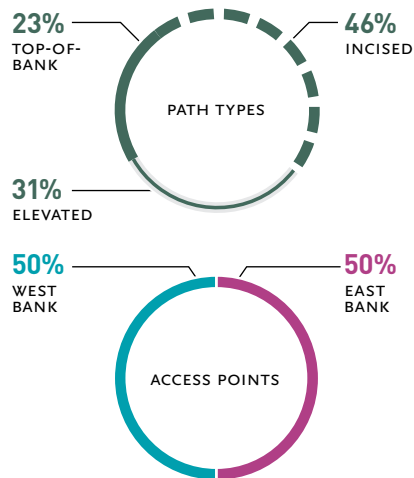 23%
TOP-OF-
BANK
46%
INCISED
PATH TYPES
31%
ELEVATED
50%
WEST
BANK
50%
EAST
BANK
ACCESS POINTS